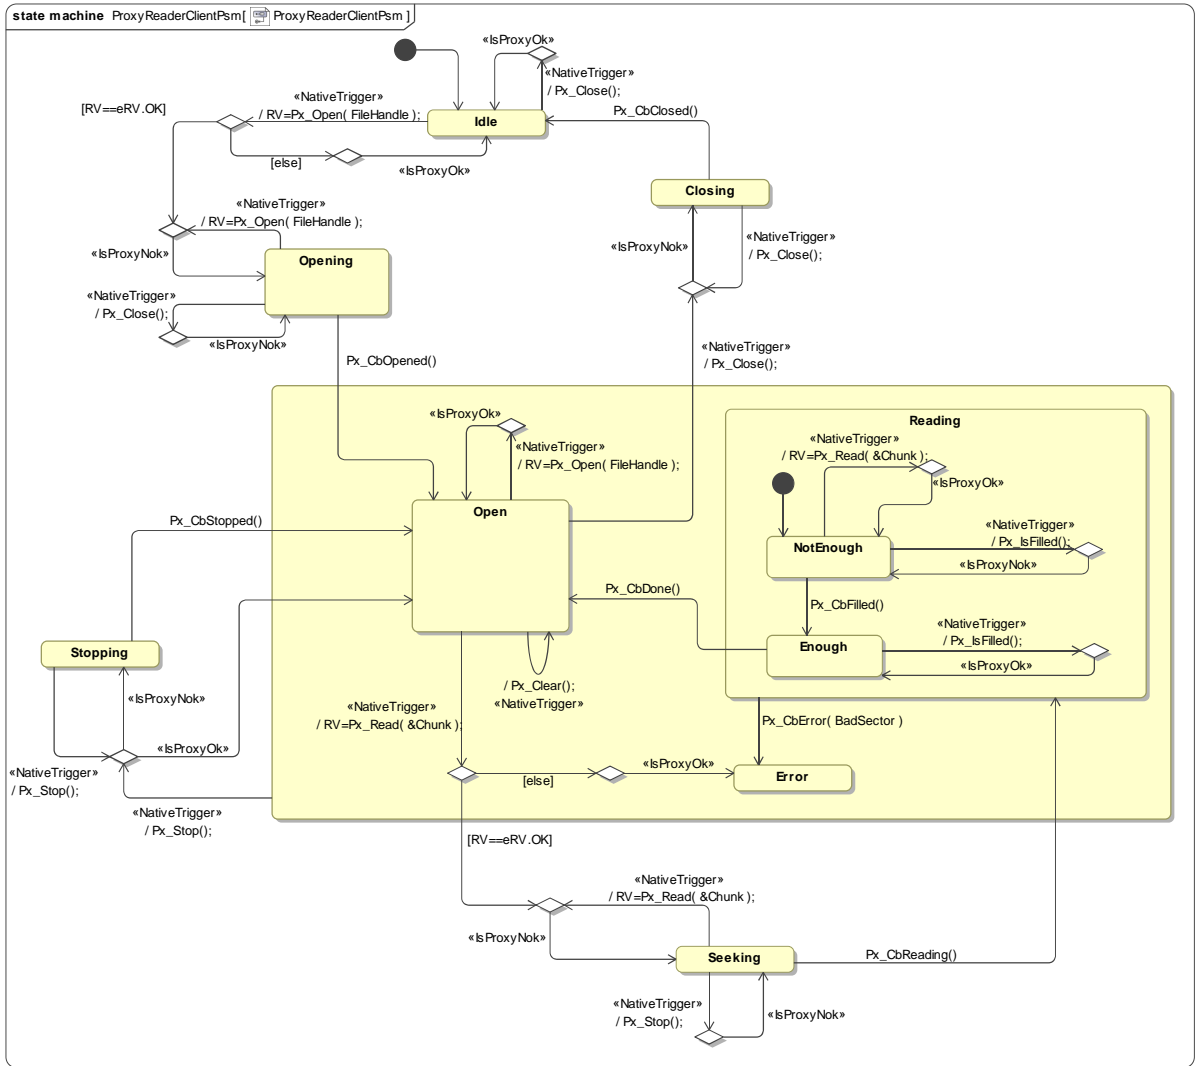 state machine ProxyReaderClientPsm[ ProxyReaderClientPsm ]
«IsProxyOk»
«NativeTrigger»
/ Px_Close();
«NativeTrigger»
/ RV=Px_Open( FileHandle );
[RV==eRV.OK]
Idle
Px_CbClosed()
[else]
«IsProxyOk»
Closing
«NativeTrigger»
/ RV=Px_Open( FileHandle );
«IsProxyNok»
«IsProxyNok»
«NativeTrigger»
/ Px_Close();
Opening
«NativeTrigger»
/ Px_Close();
«IsProxyNok»
Px_CbOpened()
«NativeTrigger»
/ Px_Close();
«IsProxyOk»
«NativeTrigger»
/ RV=Px_Open( FileHandle );
Reading
«NativeTrigger»
/ RV=Px_Read( &Chunk );
«IsProxyOk»
Open
Px_CbStopped()
«NativeTrigger»
/ Px_IsFilled();
NotEnough
«IsProxyNok»
Px_CbDone()
Px_CbFilled()
«NativeTrigger»
/ Px_IsFilled();
Enough
«IsProxyOk»
Stopping
«IsProxyNok»
/ Px_Clear();
«NativeTrigger»
«NativeTrigger»
/ RV=Px_Read( &Chunk );
Px_CbError( BadSector )
«IsProxyOk»
«NativeTrigger»
/ Px_Stop();
[else]
«IsProxyOk»
Error
«NativeTrigger»
/ Px_Stop();
[RV==eRV.OK]
«NativeTrigger»
/ RV=Px_Read( &Chunk );
«IsProxyNok»
Seeking
Px_CbReading()
«NativeTrigger»
/ Px_Stop();
«IsProxyNok»